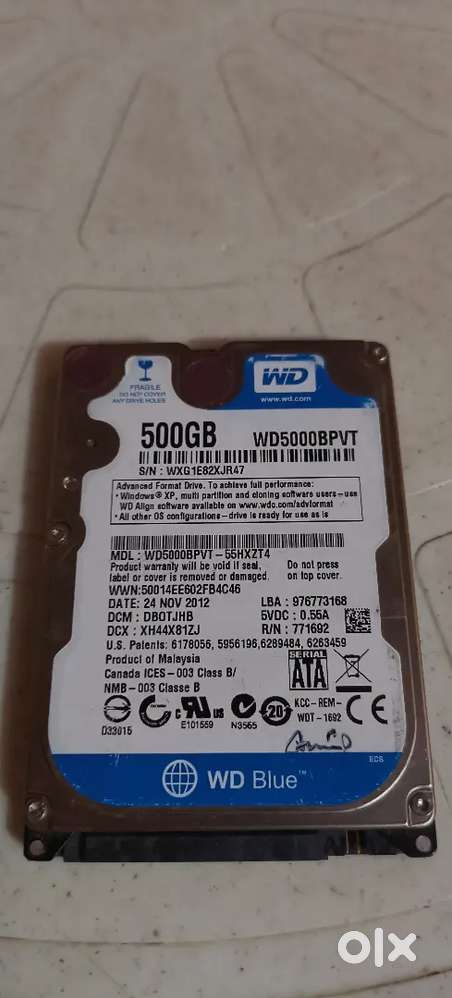 FRAGILE
DO NOT COVER
ANY DRIVE HOLES
WD
www.wd.com
500GB WD5000BPVT
S/N : WXG1E82XJR47
Advanced Format Drive. To achieve full performance:
• Windows® XP, multi partition and cloning software users – use
WD Align software available on www.wdc.com/advformat
• All other OS configurations – drive is ready for use as is
MDL : WD5000BPVT-55HXZT4
Product warranty will be void if seal, Do not press
label or cover is removed or damaged. on top cover.
WWN:50014EE602FB4C46
DATE: 24 NOV 2012 LBA : 976773168
DCM : DBOTJHB 5VDC : 0.55A
DCX : XH44X81ZJ R/N : 771692
U.S. Patents: 6178056, 5956196,6289484, 6263459
Product of Malaysia
Canada ICES-003 Class B/
NMB-003 Classe B
SERIAL
ATA
KCC-REM-
WDT-1692
CE
D33015
c UR us
E101559
N3565
20
WD Blue™
ECS
olx